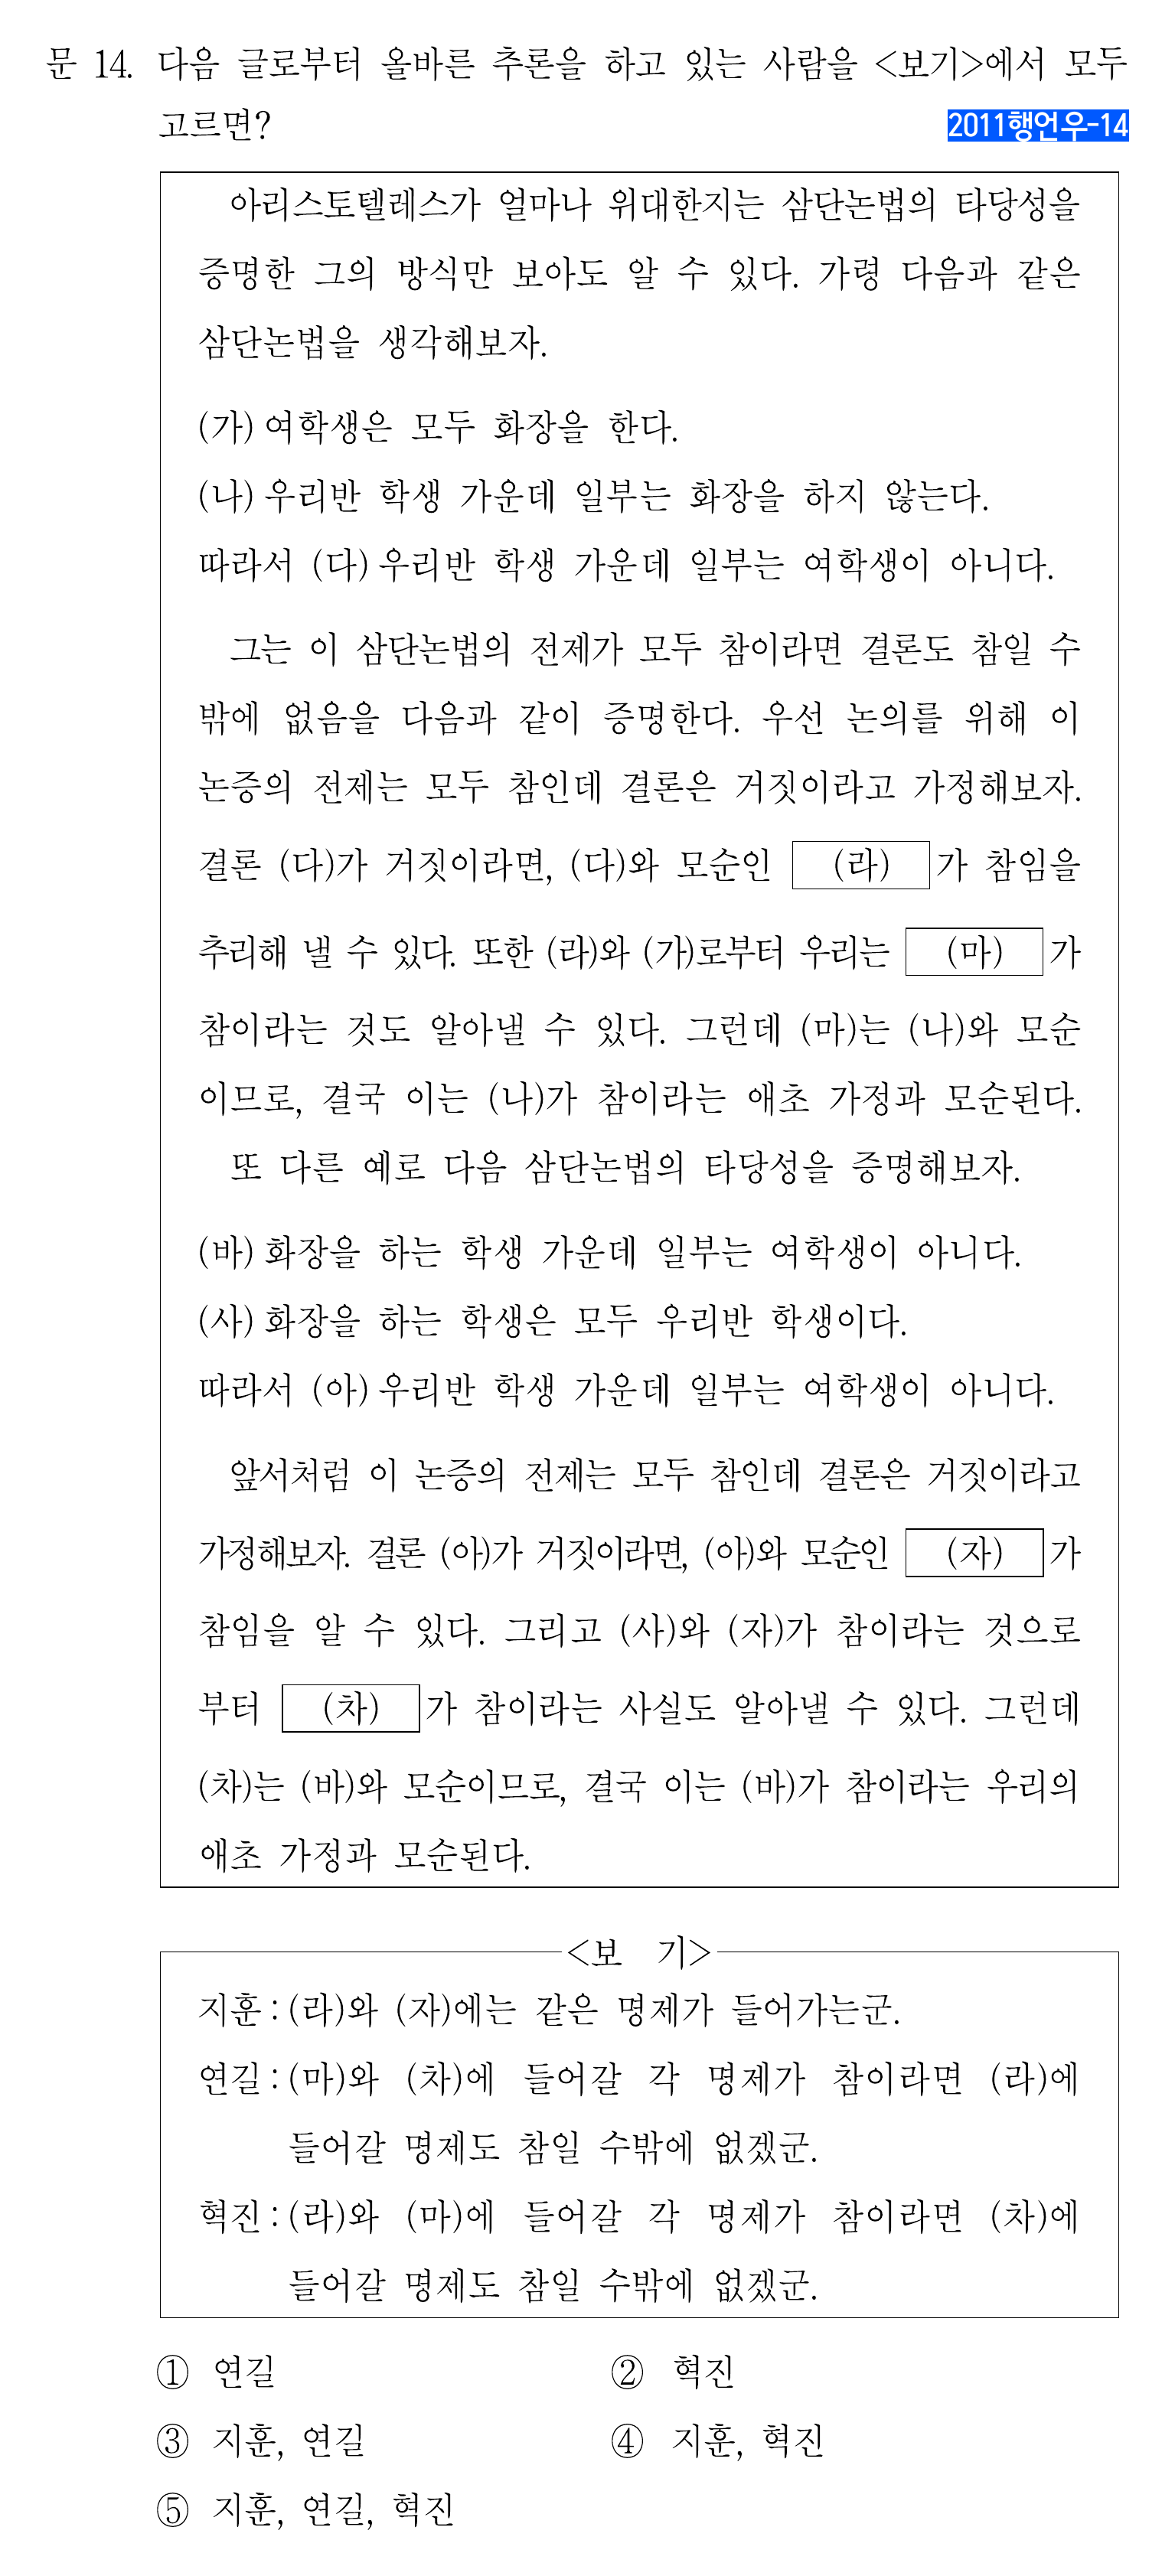 문 14. 다음 글로부터 올바른 추론을 하고 있는 사람을 <보기>에서 모두
고르면?
2011행언우-14
아리스토텔레스가 얼마나 위대한지는 삼단논법의 타당성을
증명한 그의 방식만 보아도 알 수 있다. 가령 다음과 같은
삼단논법을 생각해보자.
(가) 여학생은 모두 화장을 한다.
(나) 우리반 학생 가운데 일부는 화장을 하지 않는다.
따라서 (다) 우리반 학생 가운데 일부는 여학생이 아니다.
그는 이 삼단논법의 전제가 모두 참이라면 결론도 참일 수
밖에 없음을 다음과 같이 증명한다. 우선 논의를 위해 이
논증의 전제는 모두 참인데 결론은 거짓이라고 가정해보자.
결론 (다)가 거짓이라면, (다)와 모순인 (라) 가 참임을
추리해 낼 수 있다. 또한 (라)와 (가)로부터 우리는 (마) 가
참이라는 것도 알아낼 수 있다. 그런데 (마)는 (나)와 모순
이므로, 결국 이는 (나)가 참이라는 애초 가정과 모순된다.
또 다른 예로 다음 삼단논법의 타당성을 증명해보자.
(바) 화장을 하는 학생 가운데 일부는 여학생이 아니다.
(사) 화장을 하는 학생은 모두 우리반 학생이다.
따라서 (아) 우리반 학생 가운데 일부는 여학생이 아니다.
앞서처럼 이 논증의 전제는 모두 참인데 결론은 거짓이라고
가정해보자. 결론 (아)가 거짓이라면, (아)와 모순인 (자) 가
참임을 알 수 있다. 그리고 (사)와 (자)가 참이라는 것으로
부터 (차) 가 참이라는 사실도 알아낼 수 있다. 그런데
(차)는 (바)와 모순이므로, 결국 이는 (바)가 참이라는 우리의
애초 가정과 모순된다.
<보 기>
지훈 : (라)와 (자)에는 같은 명제가 들어가는군.
연길 : (마)와 (차)에 들어갈 각 명제가 참이라면 (라)에
들어갈 명제도 참일 수밖에 없겠군.
혁진 : (라)와 (마)에 들어갈 각 명제가 참이라면 (차)에
들어갈 명제도 참일 수밖에 없겠군.
① 연길 ② 혁진
③ 지훈, 연길 ④ 지훈, 혁진
⑤ 지훈, 연길, 혁진